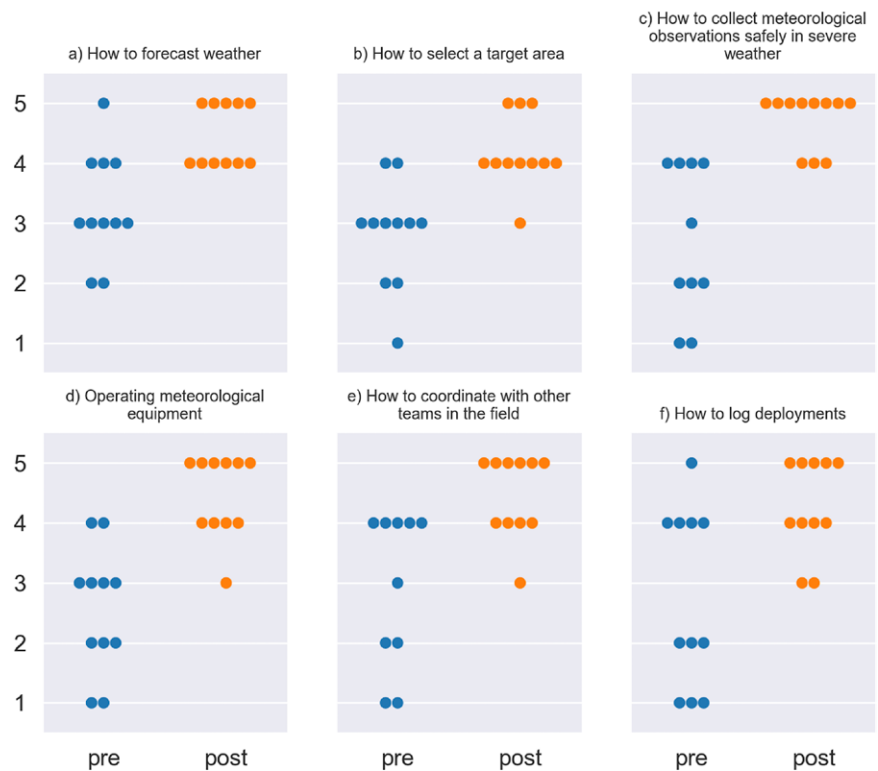 a) How to forecast weather
b) How to select a target area
c) How to collect meteorological
observations safely in severe
weather
5
4
3
2
1
d) Operating meteorological
equipment
e) How to coordinate with other
teams in the field
f) How to log deployments
5
4
3
2
1
pre post
pre post
pre post